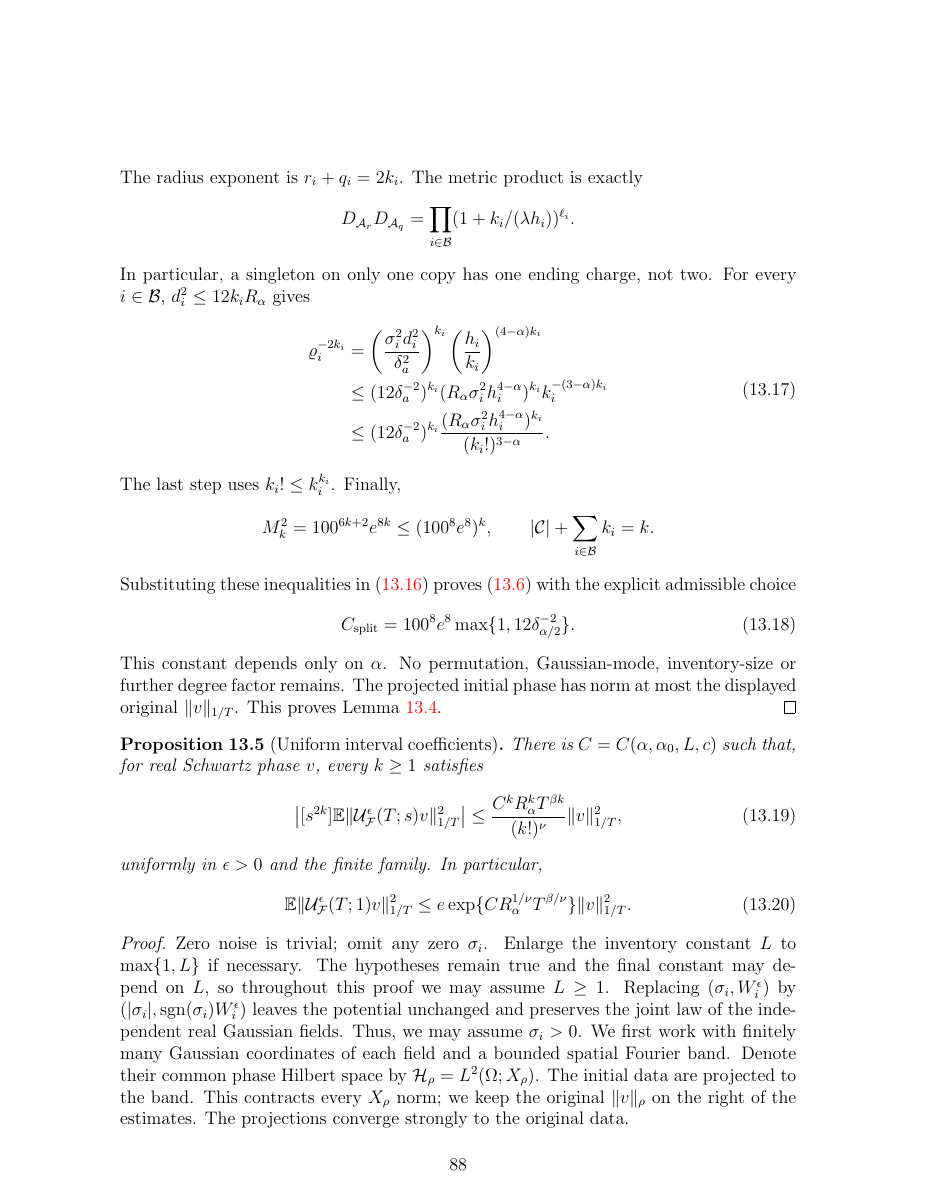 The radius exponent is r_i + q_i = 2k_i. The metric product is exactly
D_{𝒜_r} D_{𝒜_q} = ∏_{i∈ℬ} (1 + k_i/(λh_i))^{ℓ_i}.
In particular, a singleton on only one copy has one ending charge, not two. For every
i ∈ ℬ, d_i^2 ≤ 12k_i R_α gives
ϱ_i^{−2k_i} = (σ_i^2 d_i^2 / δ_a^2)^{k_i} (h_i / k_i)^{(4−α)k_i}
≤ (12δ_a^{−2})^{k_i} (R_α σ_i^2 h_i^{4−α})^{k_i} k_i^{−(3−α)k_i} (13.17)
≤ (12δ_a^{−2})^{k_i} (R_α σ_i^2 h_i^{4−α})^{k_i} / (k_i!)^{3−α}.
The last step uses k_i! ≤ k_i^{k_i}. Finally,
M_k^2 = 100^{6k+2} e^{8k} ≤ (100^8 e^8)^k, |𝒞| + ∑_{i∈ℬ} k_i = k.
Substituting these inequalities in (13.16) proves (13.6) with the explicit admissible choice
C_{split} = 100^8 e^8 max{1, 12δ_{α/2}^{−2}}. (13.18)
This constant depends only on α. No permutation, Gaussian-mode, inventory-size or
further degree factor remains. The projected initial phase has norm at most the displayed
original ‖v‖_{1/T}. This proves Lemma 13.4. □
Proposition 13.5 (Uniform interval coefficients). There is C = C(α, α_0, L, c) such that,
for real Schwartz phase v, every k ≥ 1 satisfies
|[s^{2k}]𝔼‖𝒰_ℱ^ϵ(T; s)v‖_{1/T}^2| ≤ C^k R_α^k T^{βk} / (k!)^ν ‖v‖_{1/T}^2, (13.19)
uniformly in ϵ > 0 and the finite family. In particular,
𝔼‖𝒰_ℱ^ϵ(T; 1)v‖_{1/T}^2 ≤ e exp{CR_α^{1/ν} T^{β/ν}}‖v‖_{1/T}^2. (13.20)
Proof. Zero noise is trivial; omit any zero σ_i. Enlarge the inventory constant L to
max{1, L} if necessary. The hypotheses remain true and the final constant may de-
pend on L, so throughout this proof we may assume L ≥ 1. Replacing (σ_i, W_i^ϵ) by
(|σ_i|, sgn(σ_i)W_i^ϵ) leaves the potential unchanged and preserves the joint law of the inde-
pendent real Gaussian fields. Thus, we may assume σ_i > 0. We first work with finitely
many Gaussian coordinates of each field and a bounded spatial Fourier band. Denote
their common phase Hilbert space by ℋ_ρ = L^2(Ω; X_ρ). The initial data are projected to
the band. This contracts every X_ρ norm; we keep the original ‖v‖_ρ on the right of the
estimates. The projections converge strongly to the original data.
88